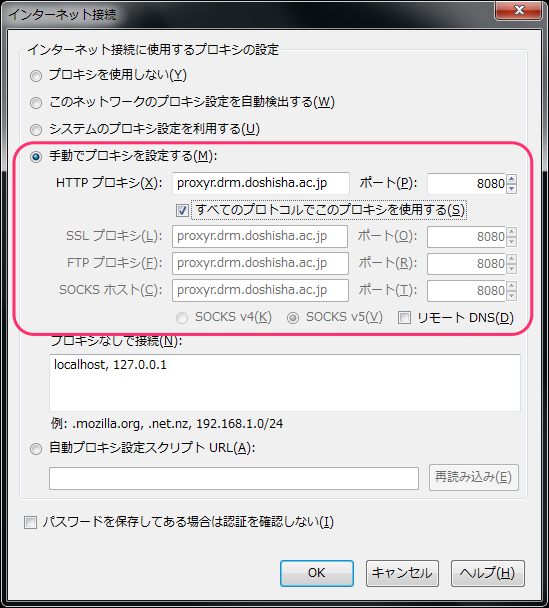 インターネット接続
インターネット接続に使用するプロキシの設定
プロキシを使用しない(Y)
このネットワークのプロキシ設定を自動検出する(W)
システムのプロキシ設定を利用する(U)
手動でプロキシを設定する(M):
HTTP プロキシ(X): proxyr.drm.doshisha.ac.jp ポート(P): 8080
すべてのプロトコルでこのプロキシを使用する(S)
SSL プロキシ(L): proxyr.drm.doshisha.ac.jp ポート(O): 8080
FTP プロキシ(F): proxyr.drm.doshisha.ac.jp ポート(R): 8080
SOCKS ホスト(C): proxyr.drm.doshisha.ac.jp ポート(T): 8080
SOCKS v4(K) SOCKS v5(V) リモート DNS(D)
プロキシなしで接続(N):
localhost, 127.0.0.1
例: .mozilla.org, .net.nz, 192.168.1.0/24
自動プロキシ設定スクリプト URL(A):
再読み込み(E)
パスワードを保存してある場合は認証を確認しない(I)
OK キャンセル ヘルプ(H)